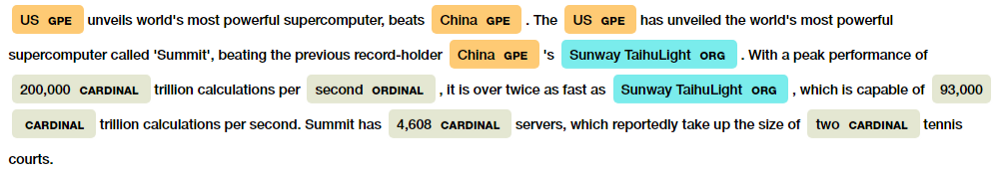 US GPE unveils world's most powerful supercomputer, beats China GPE . The US GPE has unveiled the world's most powerful
supercomputer called 'Summit', beating the previous record-holder China GPE 's Sunway TaihuLight ORG . With a peak performance of
200,000 CARDINAL trillion calculations per second ORDINAL , it is over twice as fast as Sunway TaihuLight ORG , which is capable of 93,000
CARDINAL trillion calculations per second. Summit has 4,608 CARDINAL servers, which reportedly take up the size of two CARDINAL tennis
courts.